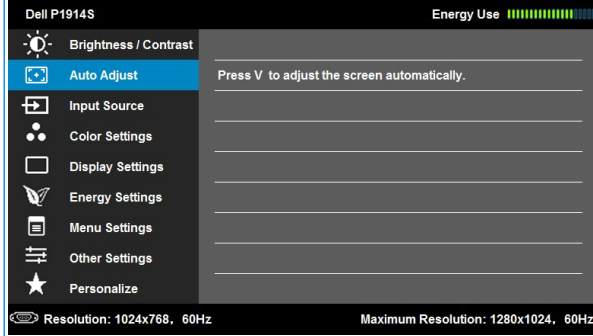 Dell P1914S Energy Use
Brightness / Contrast
Auto Adjust Press V to adjust the screen automatically.
Input Source
Color Settings
Display Settings
Energy Settings
Menu Settings
Other Settings
Personalize
Resolution: 1024x768, 60Hz Maximum Resolution: 1280x1024, 60Hz